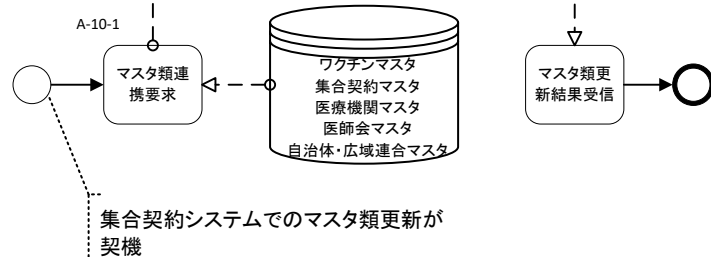 A-10-1
マスタ類連
携要求
ワクチンマスタ
集合契約マスタ
医療機関マスタ
医師会マスタ
自治体・広域連合マスタ
マスタ類更
新結果受信
集合契約システムでのマスタ類更新が
契機